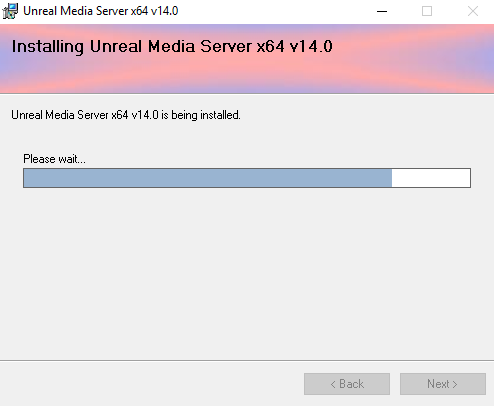 Unreal Media Server x64 v14.0
Installing Unreal Media Server x64 v14.0
Unreal Media Server x64 v14.0 is being installed.
Please wait...
< Back
Next >